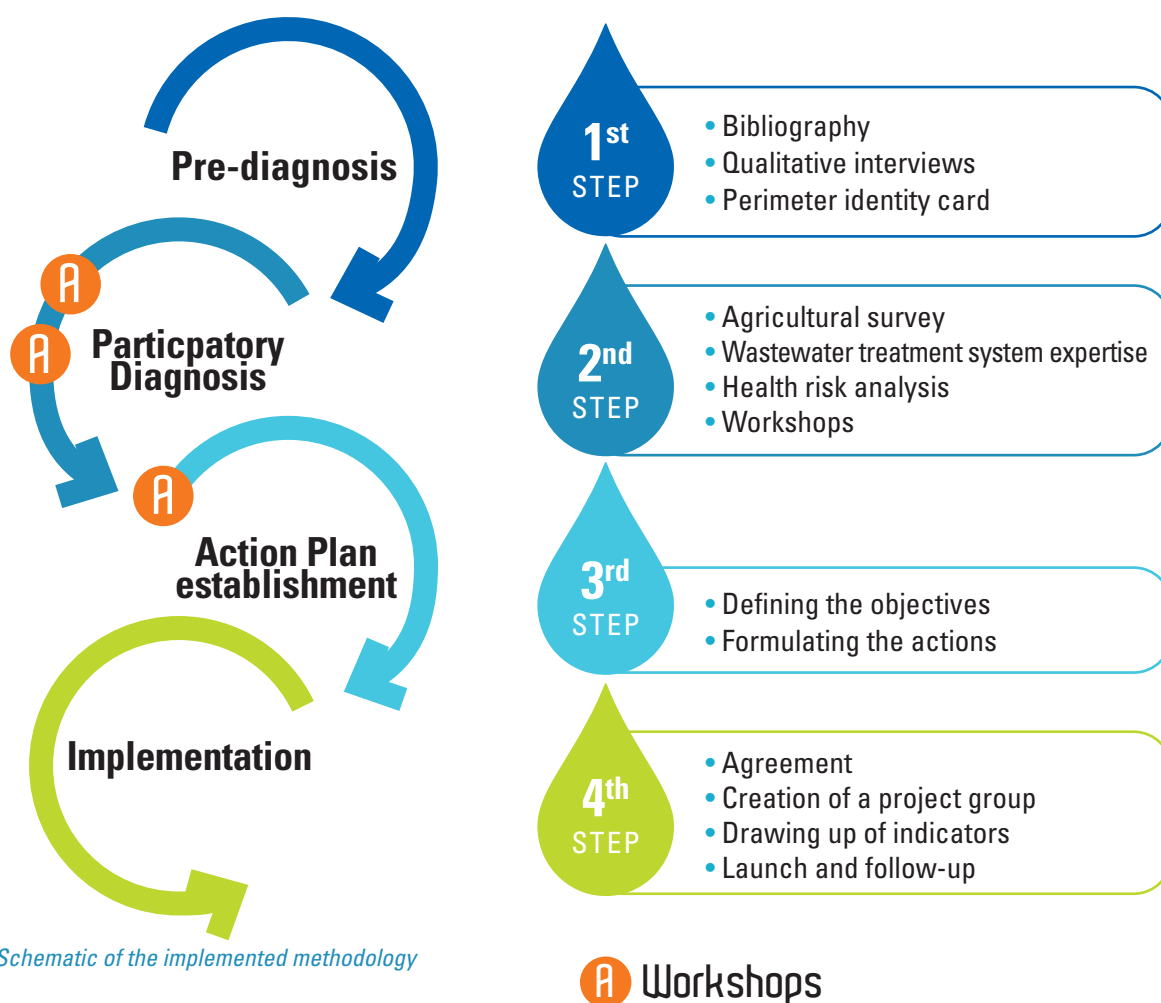 Pre-diagnosis
A
A
Particpatory
Diagnosis
A
Action Plan
establishment
Implementation
Schematic of the implemented methodology
1st
STEP
• Bibliography
• Qualitative interviews
• Perimeter identity card
2nd
STEP
• Agricultural survey
• Wastewater treatment system expertise
• Health risk analysis
• Workshops
3rd
STEP
• Defining the objectives
• Formulating the actions
4th
STEP
• Agreement
• Creation of a project group
• Drawing up of indicators
• Launch and follow-up
A Workshops